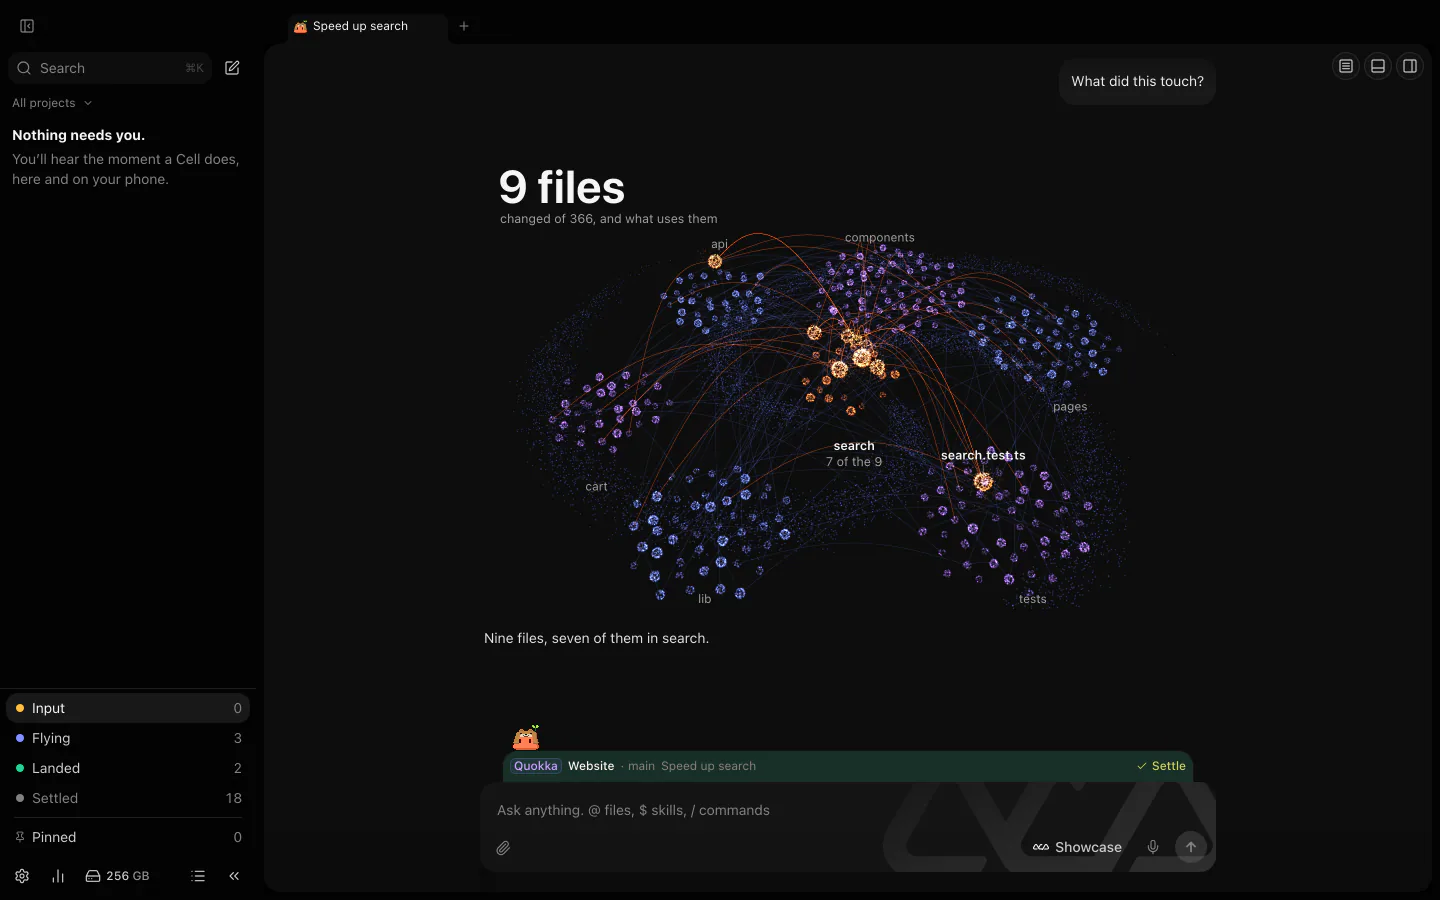 Speed up search
Search
⌘K
All projects
Nothing needs you.
You'll hear the moment a Cell does,
here and on your phone.
Input 0
Flying 3
Landed 2
Settled 18
Pinned 0
256 GB
What did this touch?
9 files
changed of 366, and what uses them
api
components
pages
search
7 of the 9
search.test.ts
cart
lib
tests
Nine files, seven of them in search.
Quokka Website · main Speed up search
Settle
Ask anything. @ files, $ skills, / commands
Showcase